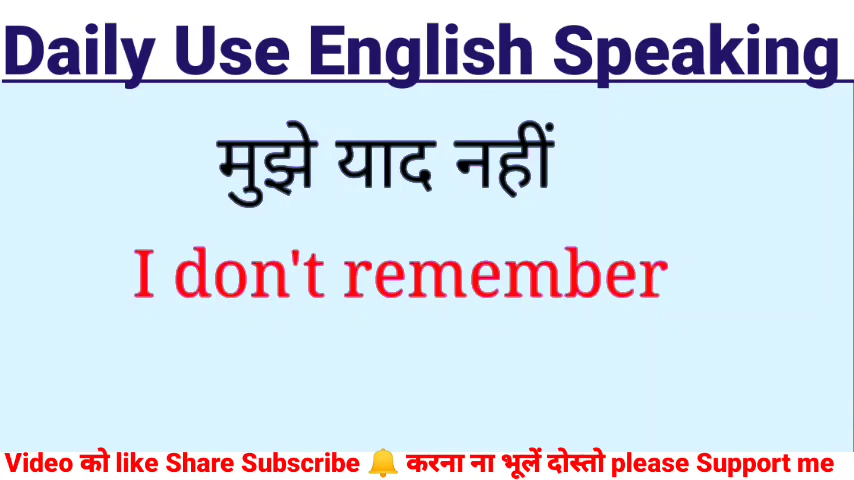 Daily Use English Speaking
मुझे याद नहीं
I don't remember
Video को like Share Subscribe 🔔 करना ना भूलें दोस्तो please Support me